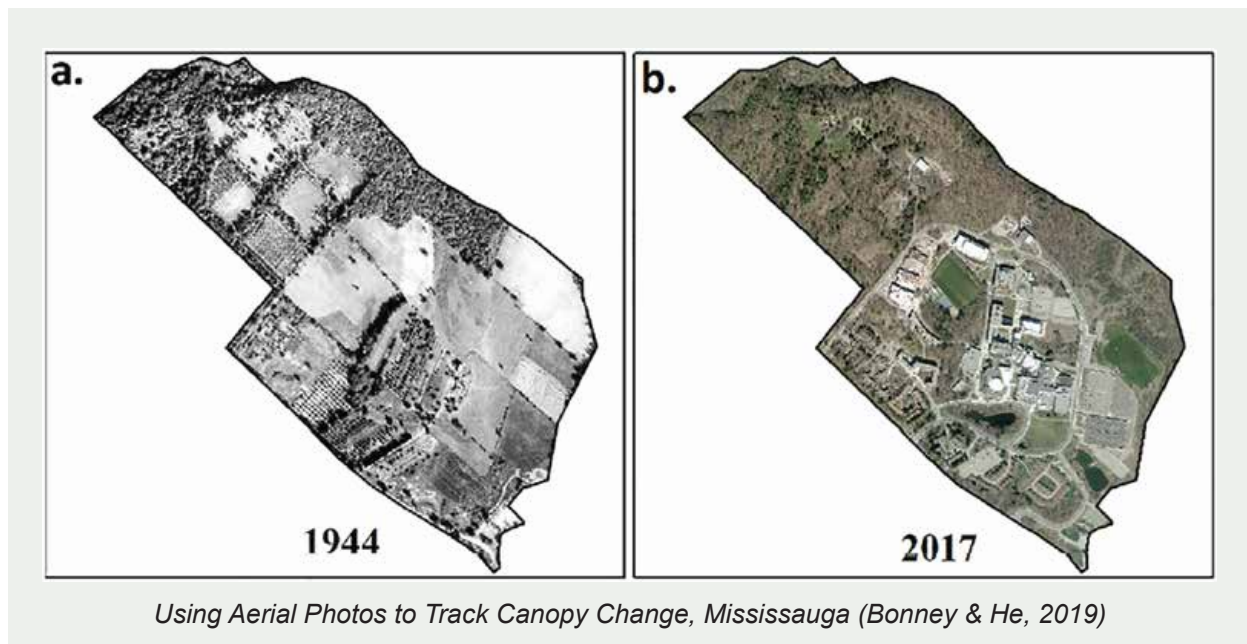 a.
1944
b.
2017
Using Aerial Photos to Track Canopy Change, Mississauga (Bonney & He, 2019)